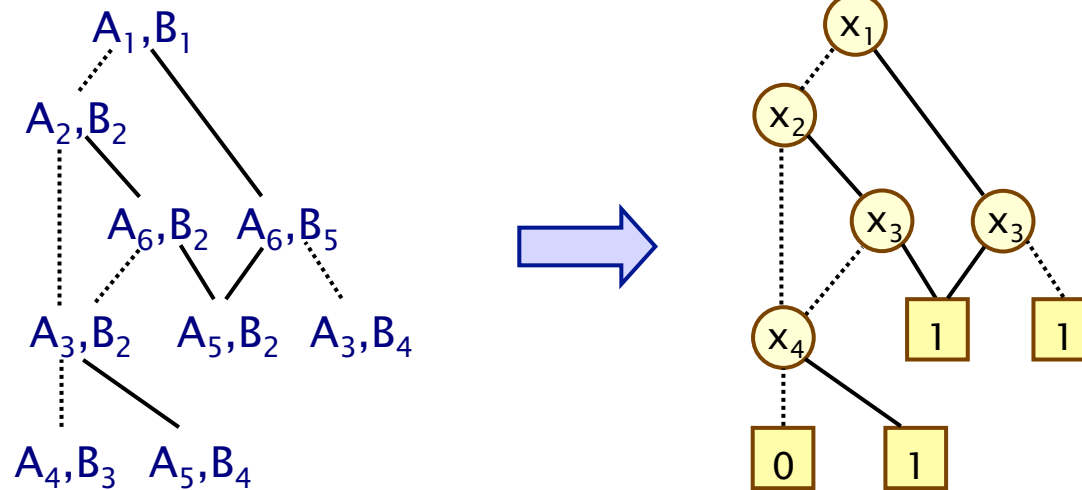 A₁,B₁
A₂,B₂
A₆,B₂ A₆,B₅
A₃,B₂ A₅,B₂ A₃,B₄
A₄,B₃ A₅,B₄
x₁
x₂
x₃ x₃
x₄ 1 1
0 1